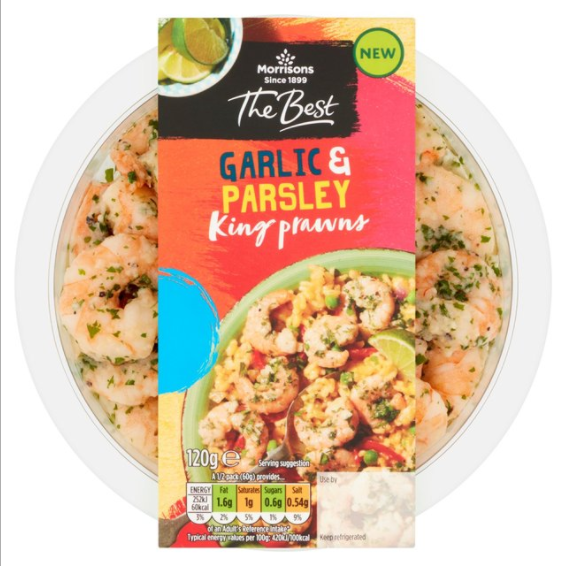 NEW
Morrisons
Since 1899
The Best
GARLIC &
PARSLEY
King prawns
120g e
Serving suggestion
A 1/2 pack (60g) provides...
ENERGY Fat Saturates Sugars Salt
252kJ 60kcal 1.6g 1g 0.6g 0.54g
3% 2% 5% 1% 9%
of an Adult's Reference Intake
Typical energy values per 100g: 420kJ/100kcal
Use by
Keep refrigerated